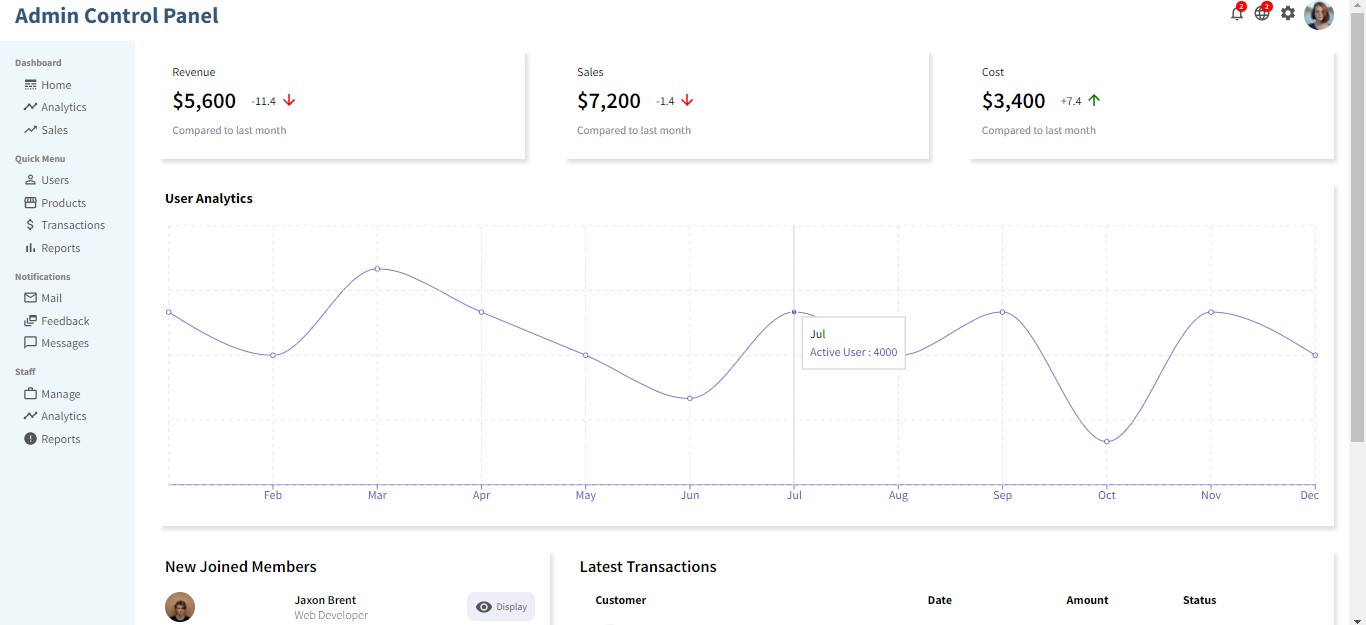 Admin Control Panel
2
2
Dashboard
Home
Analytics
Sales
Quick Menu
Users
Products
Transactions
Reports
Notifications
Mail
Feedback
Messages
Staff
Manage
Analytics
Reports
Revenue
$5,600 -11.4
Compared to last month
Sales
$7,200 -1.4
Compared to last month
Cost
$3,400 +7.4
Compared to last month
User Analytics
Jul
Active User : 4000
Feb Mar Apr May Jun Jul Aug Sep Oct Nov Dec
New Joined Members
Jaxon Brent
Web Developer
Display
Latest Transactions
Customer Date Amount Status